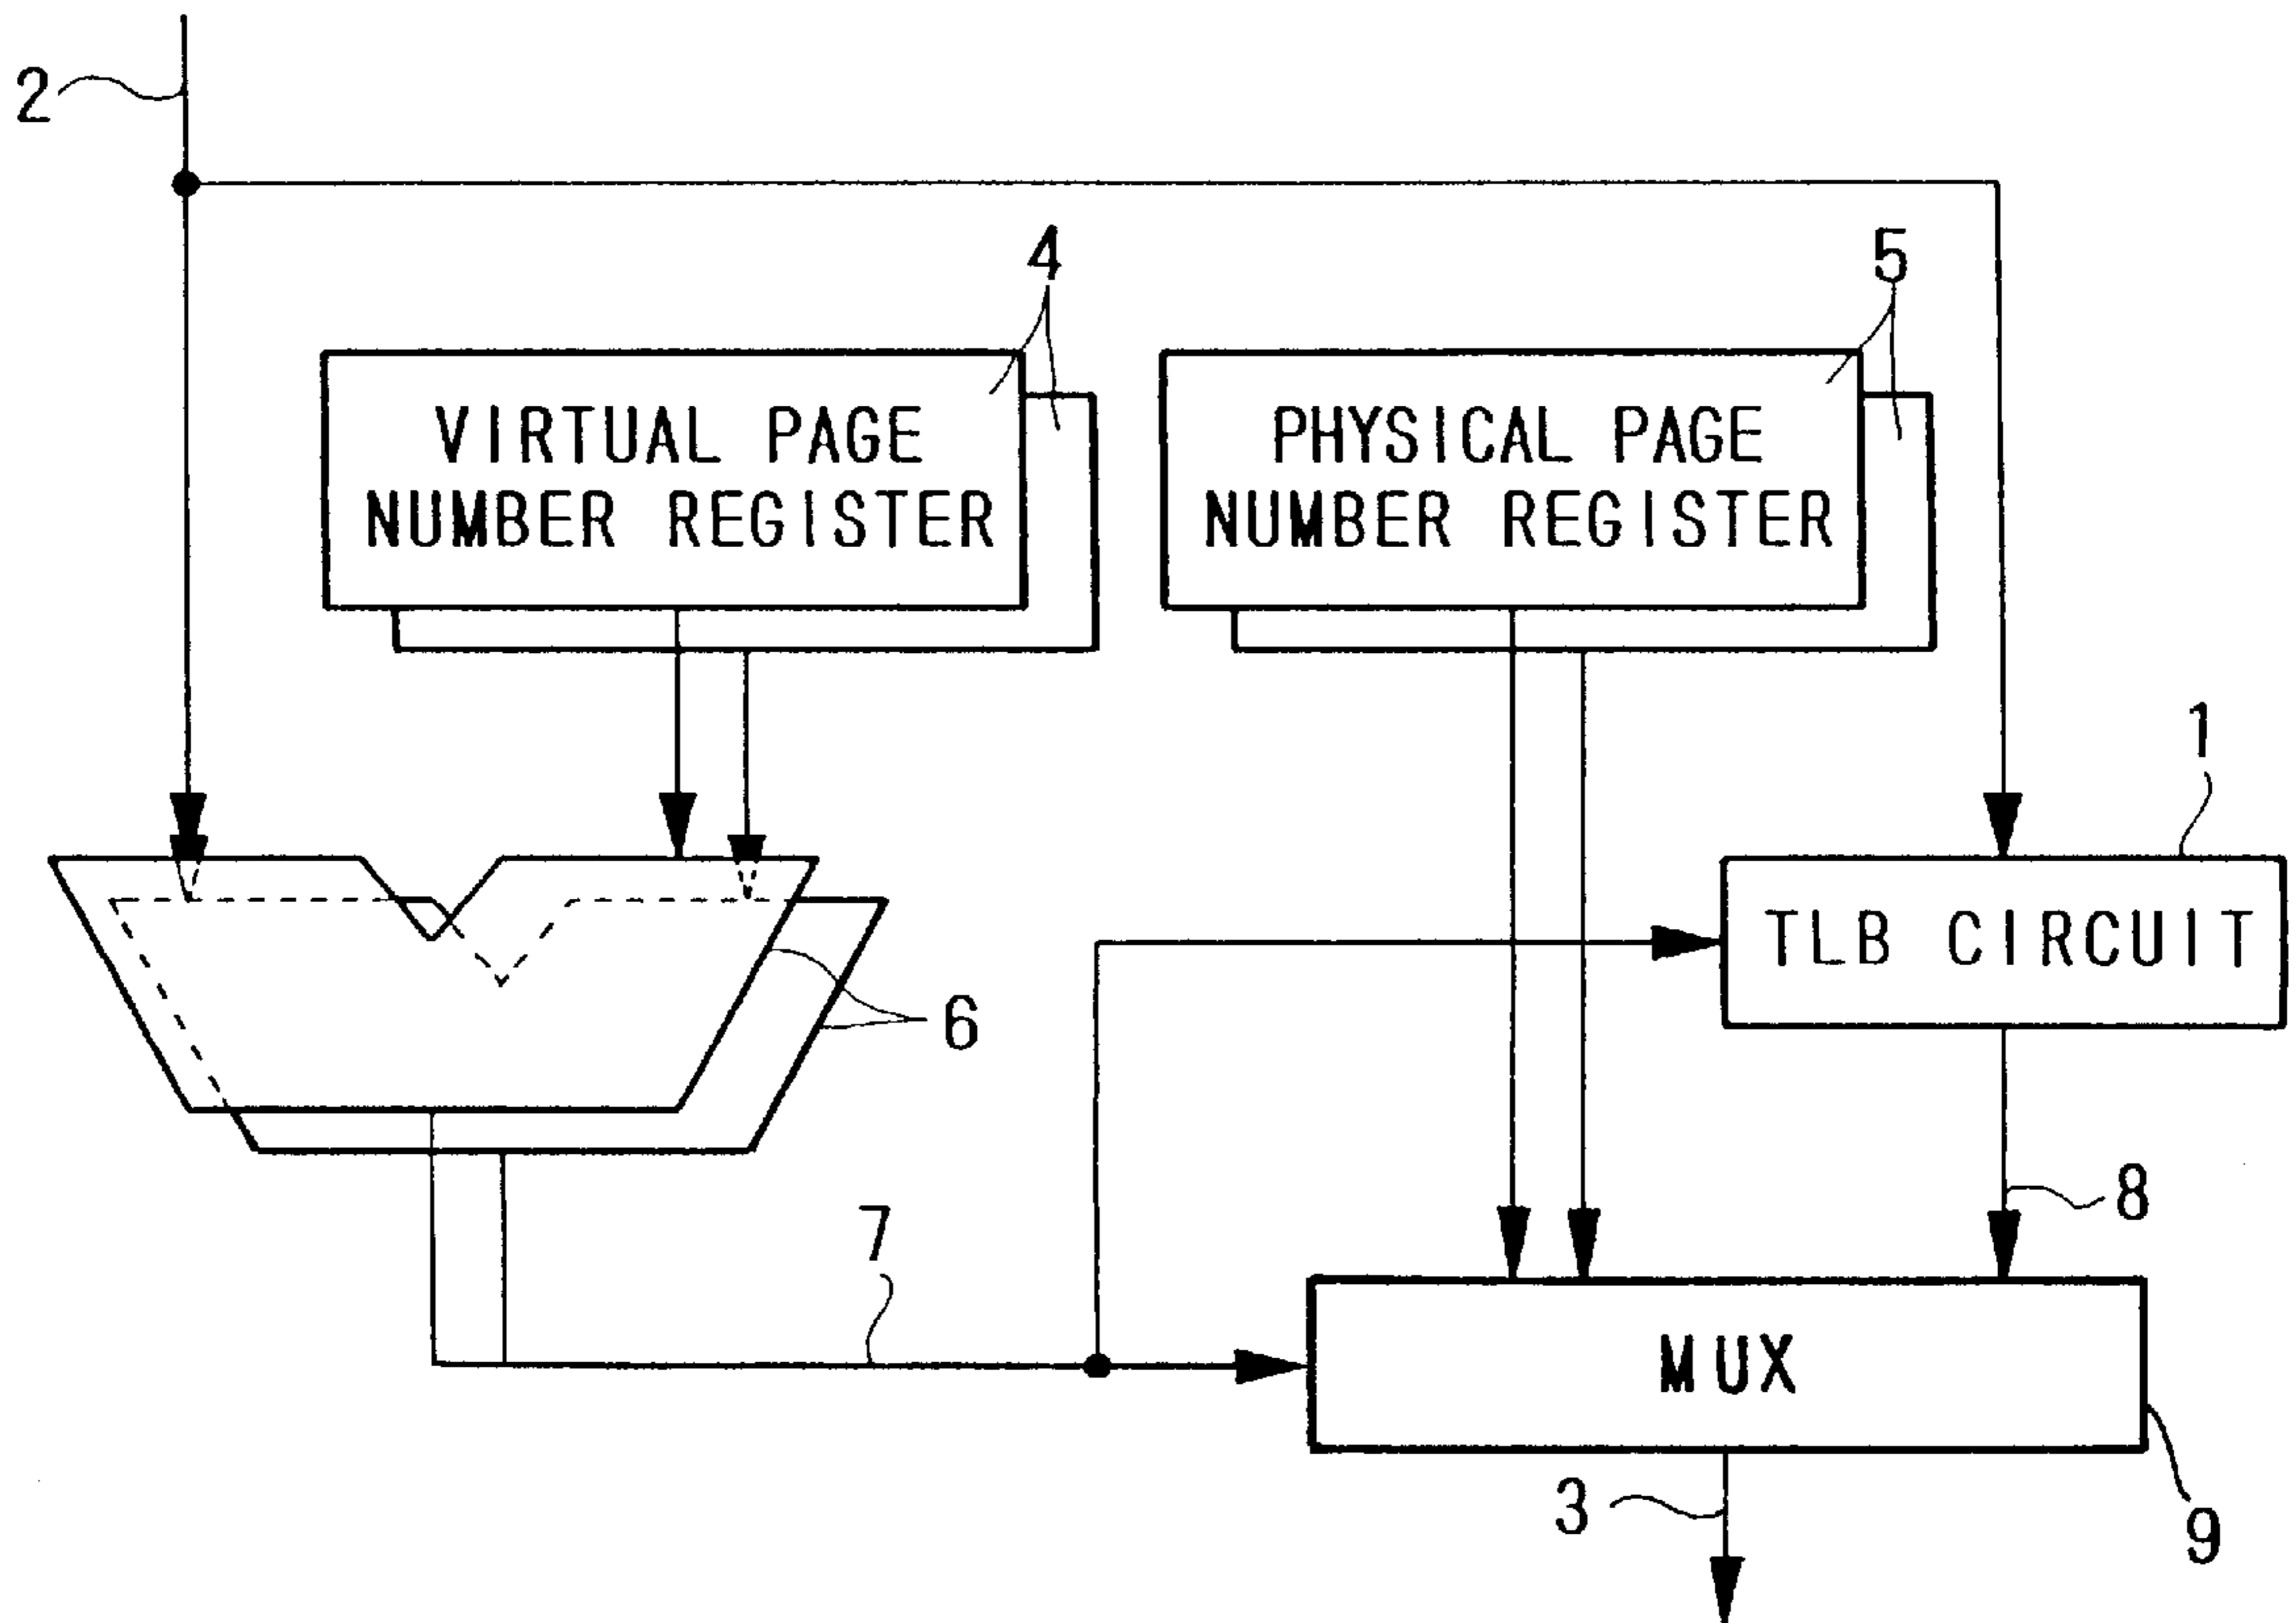 2
4
5
VIRTUAL PAGE
NUMBER REGISTER
PHYSICAL PAGE
NUMBER REGISTER
1
TLB CIRCUIT
6
8
7
MUX
3
9